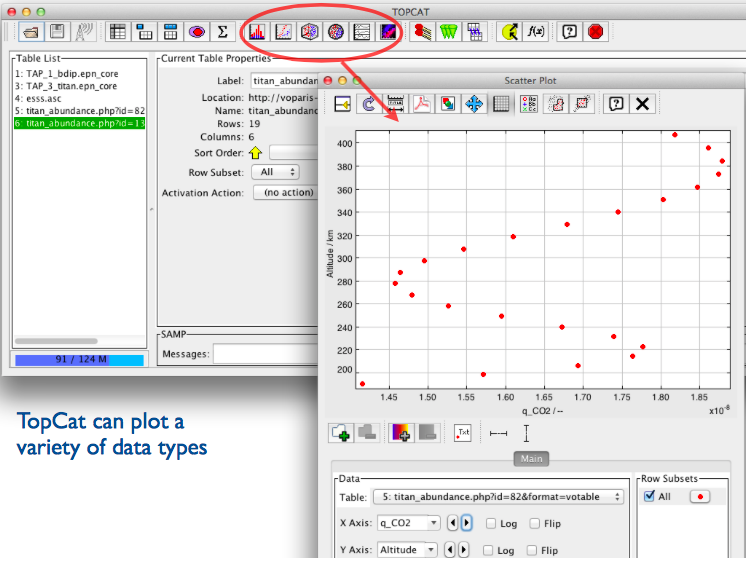 TOPCAT
Σ
f(x)
?
Table List
1: TAP_1_bdip.epn_core
3: TAP_3_titan.epn_core
4: esss.asc
5: titan_abundance.php?id=82
6: titan_abundance.php?id=13
91 / 124 M
Current Table Properties
Label: titan_abundan
Location: http://voparis-
Name: titan_abundanc
Rows: 19
Columns: 6
Sort Order:
Row Subset: All
Activation Action: (no action)
SAMP
Messages:
TopCat can plot a
variety of data types
Scatter Plot
?
400
380
360
340
320
300
280
260
240
220
200
Altitude / km
1.45 1.50 1.55 1.60 1.65 1.70 1.75 1.80 1.85
q_CO2 / --
x10⁻⁸
Txt
Main
Data
Table: 5: titan_abundance.php?id=82&format=votable
X Axis: q_CO2 Log Flip
Y Axis: Altitude Log Flip
Row Subsets
All